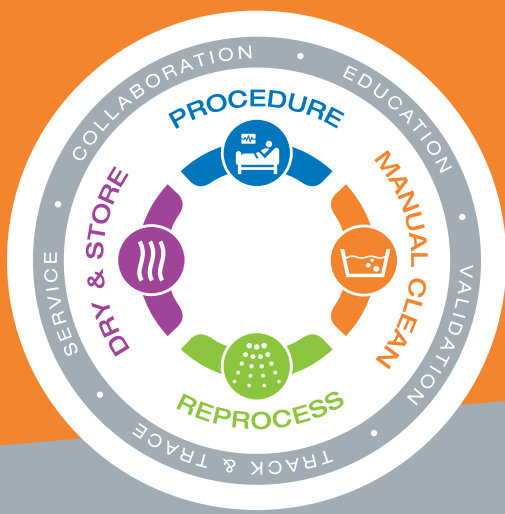 COLLABORATION • EDUCATION • VALIDATION • TRACK & TRACE • SERVICE •
PROCEDURE
MANUAL CLEAN
REPROCESS
DRY & STORE